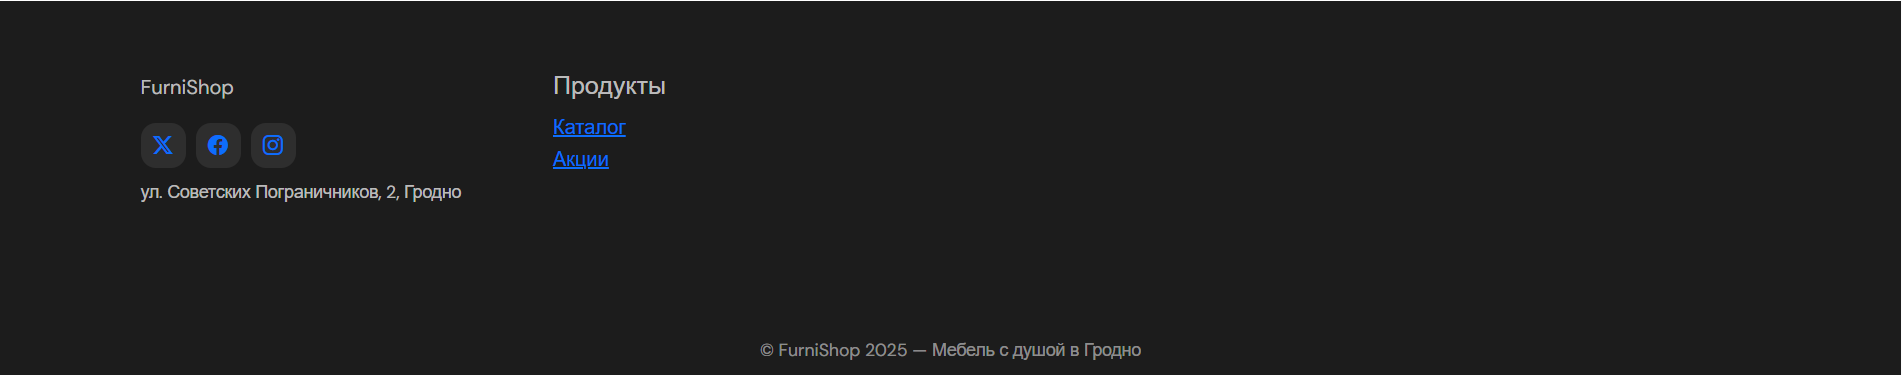 FurniShop
ул. Советских Пограничников, 2, Гродно
Продукты
Каталог
Акции
© FurniShop 2025 — Мебель с душой в Гродно